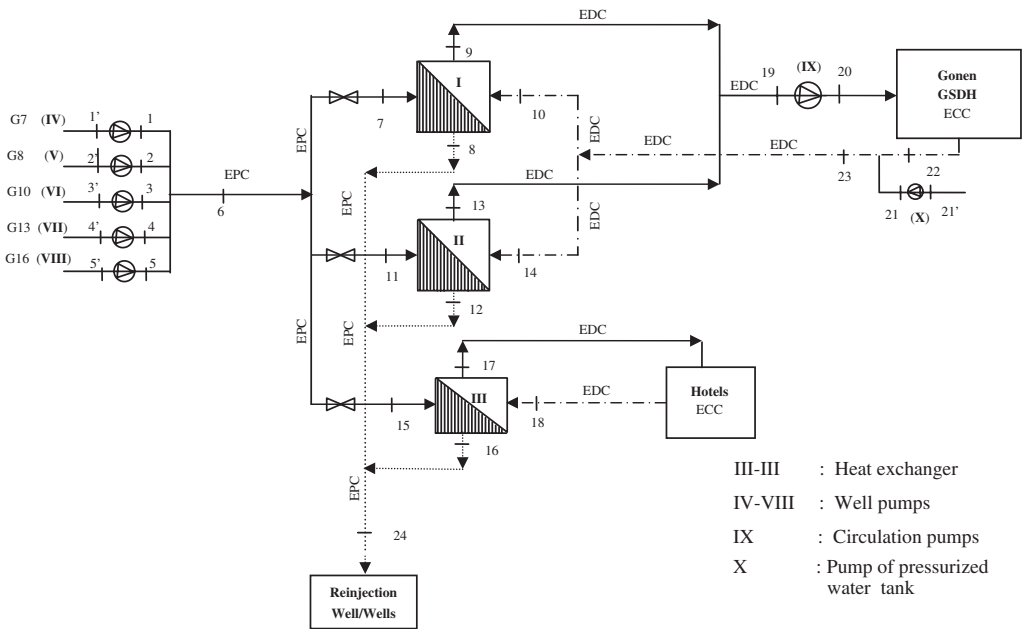 EDC
9
I
7
10
8
EDC
19
(IX)
20
EDC
Gonen
GSDH
ECC
G7 (IV) 1' 1
G8 (V) 2' 2
G10 (VI) 3' 3
G13 (VII) 4' 4
G16 (VIII) 5' 5
EPC
6
EPC
EPC
EDC
EDC
EDC
EDC
23
22
21
21'
(X)
EDC
13
II
11
14
12
EPC
EPC
EDC
17
III
15
18
16
EDC
Hotels
ECC
EPC
24
Reinjection
Well/Wells
III-III : Heat exchanger
IV-VIII : Well pumps
IX : Circulation pumps
X : Pump of pressurized
water tank